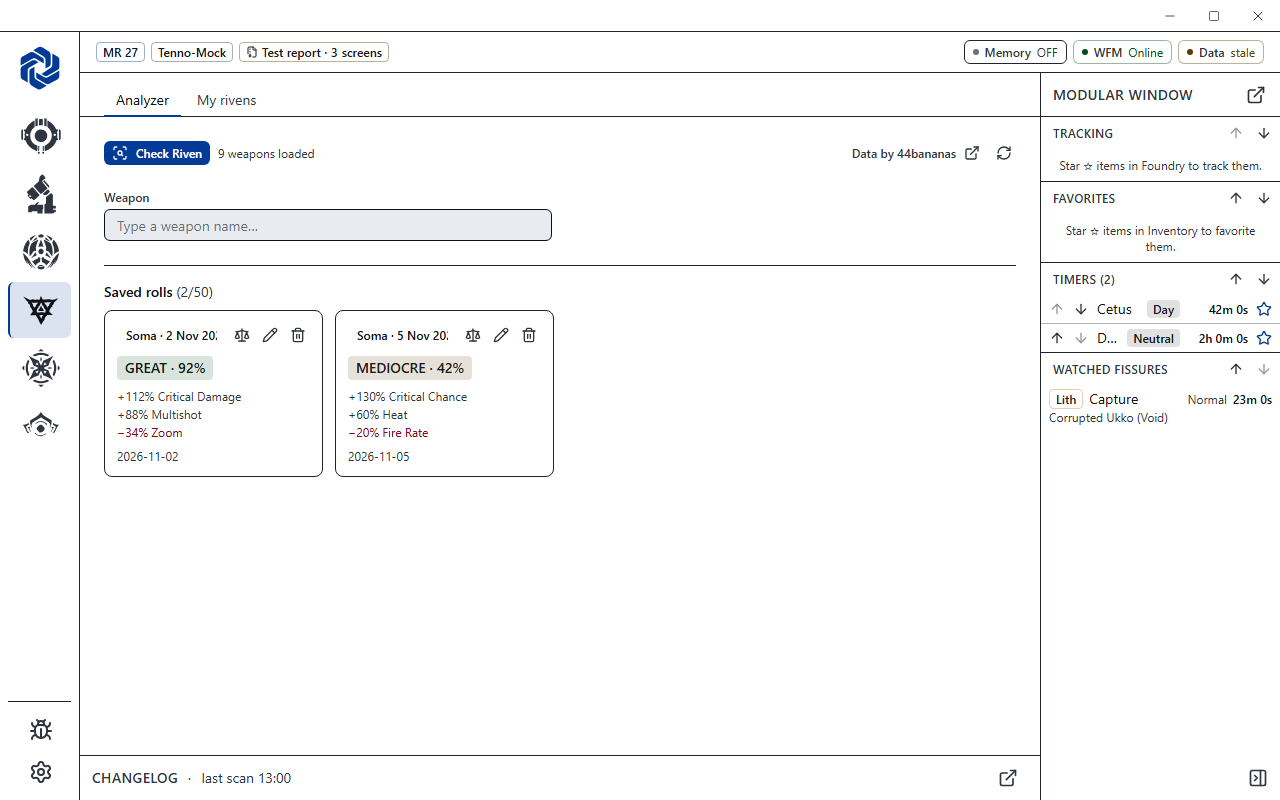 MR 27
Tenno-Mock
Test report · 3 screens
Memory OFF
WFM Online
Data stale
Analyzer
My rivens
Check Riven
9 weapons loaded
Data by 44bananas
Weapon
Type a weapon name...
Saved rolls (2/50)
Soma · 2 Nov 202
GREAT · 92%
+112% Critical Damage
+88% Multishot
−34% Zoom
2026-11-02
Soma · 5 Nov 202
MEDIOCRE · 42%
+130% Critical Chance
+60% Heat
−20% Fire Rate
2026-11-05
CHANGELOG · last scan 13:00
MODULAR WINDOW
TRACKING
Star ☆ items in Foundry to track them.
FAVORITES
Star ☆ items in Inventory to favorite
them.
TIMERS (2)
Cetus Day 42m 0s
D... Neutral 2h 0m 0s
WATCHED FISSURES
Lith Capture Normal 23m 0s
Corrupted Ukko (Void)